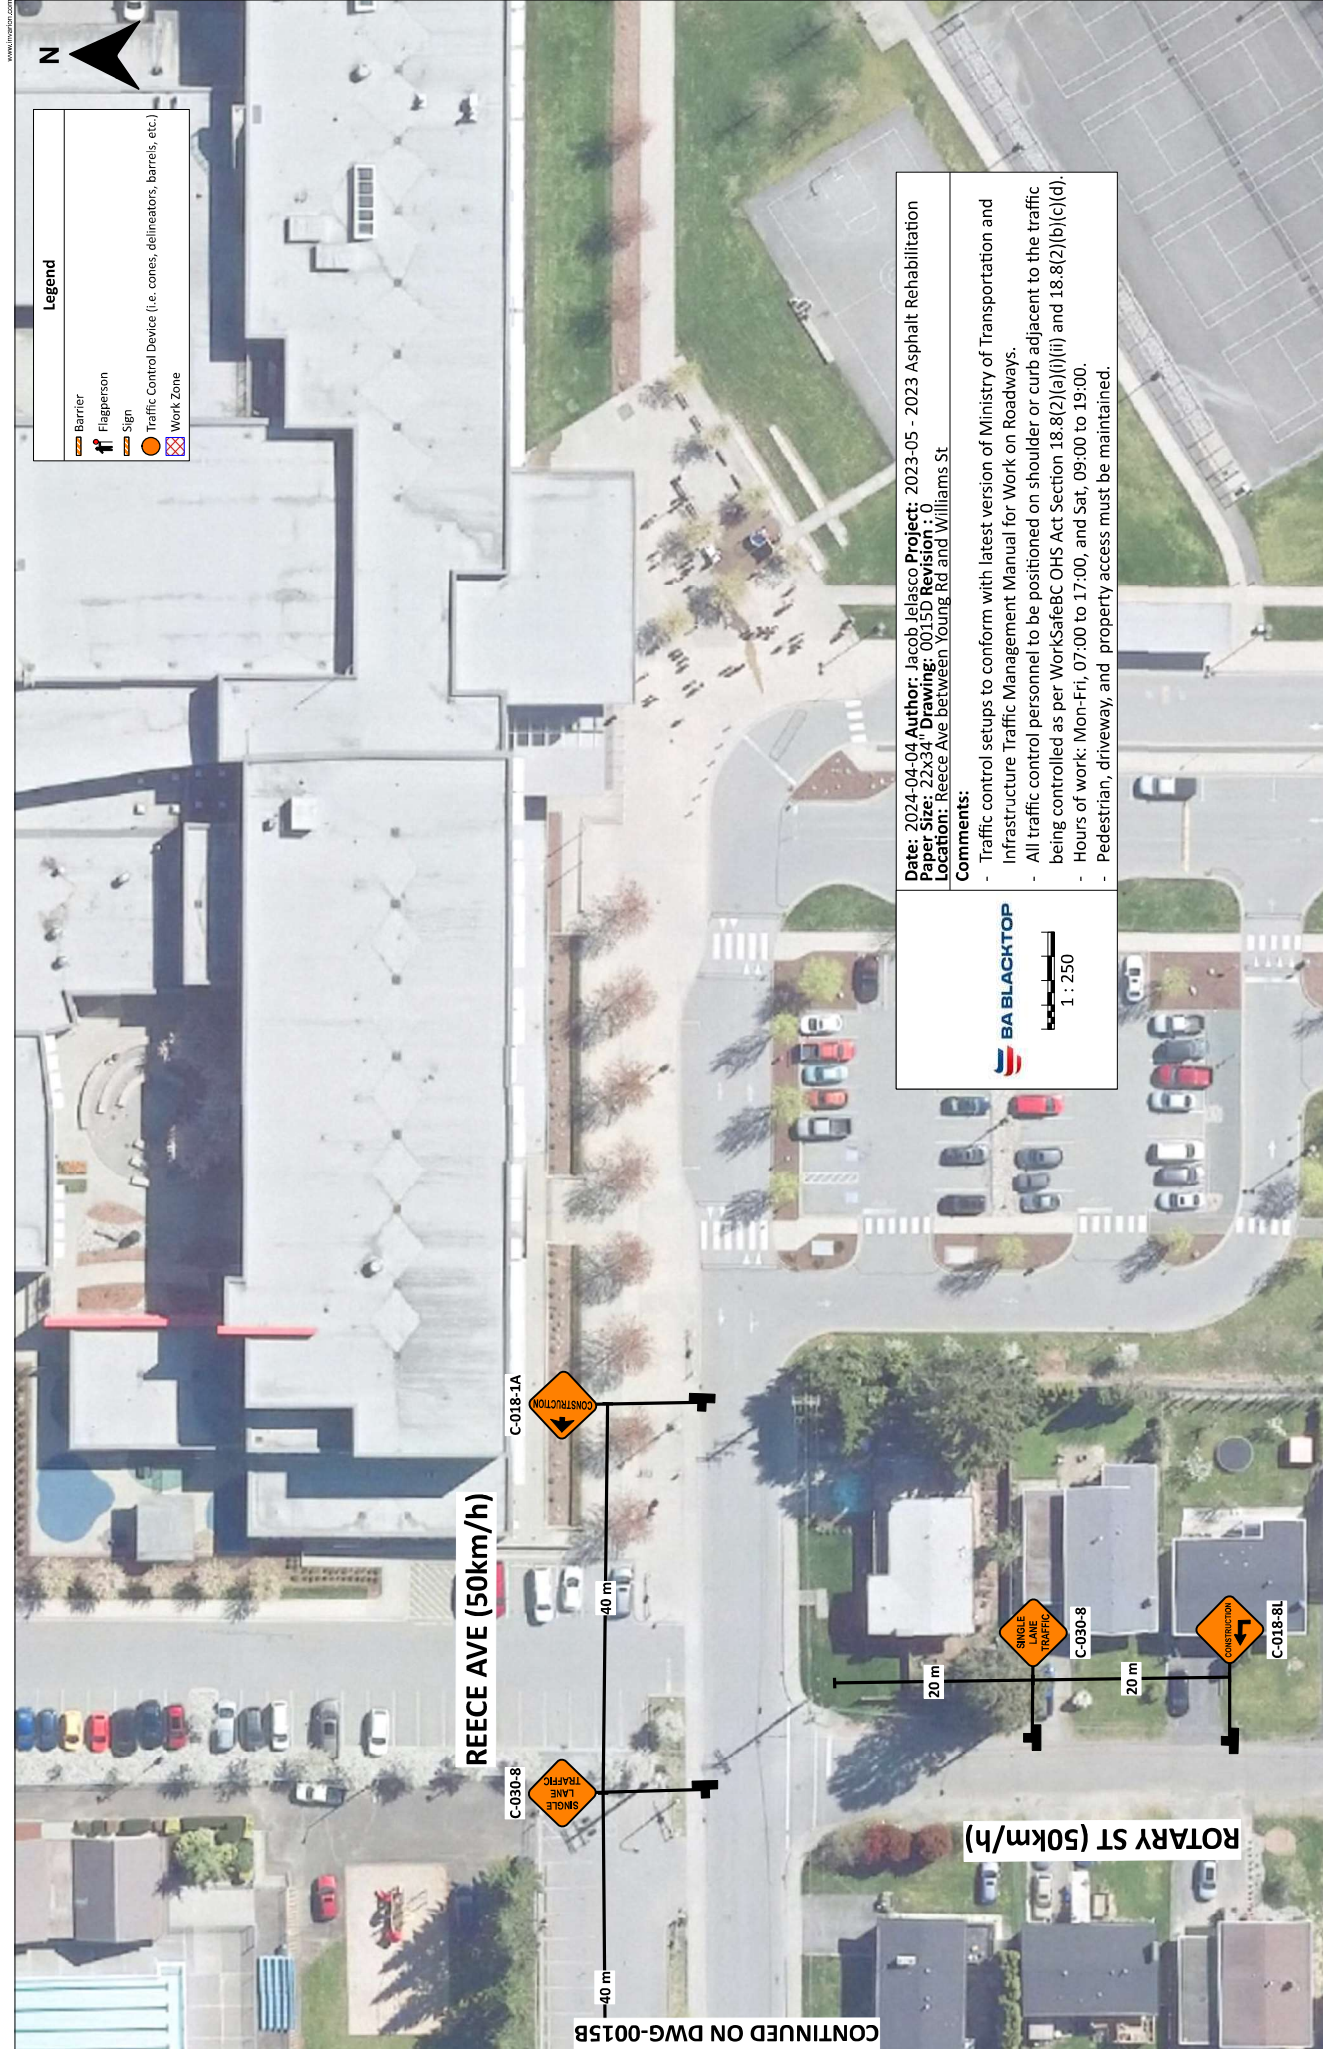 www.invarion.com
N
Legend
Barrier
Flagperson
Sign
Traffic Control Device (i.e. cones, delineators, barrels, etc.)
Work Zone
Date: 2024-04-04 Author: Jacob Jelasco Project: 2023-05 - 2023 Asphalt Rehabilitation
Paper Size: 22x34" Drawing: 0015D Revision : 0
Location: Reece Ave between Young Rd and Williams St
Comments:
- Traffic control setups to conform with latest version of Ministry of Transportation and
Infrastructure Traffic Management Manual for Work on Roadways.
- All traffic control personnel to be positioned on shoulder or curb adjacent to the traffic
being controlled as per WorkSafeBC OHS Act Section 18.8(2)(a)(i)(ii) and 18.8(2)(b)(c)(d).
- Hours of work: Mon-Fri, 07:00 to 17:00, and Sat, 09:00 to 19:00.
- Pedestrian, driveway, and property access must be maintained.
BA BLACKTOP
1 : 250
C-018-1A
CONSTRUCTION
REECE AVE (50km/h)
40 m
C-030-8
SINGLE
LANE
TRAFFIC
40 m
SINGLE
LANE
TRAFFIC
C-030-8
20 m
20 m
CONSTRUCTION
C-018-8L
ROTARY ST (50km/h)
CONTINUED ON DWG-0015B